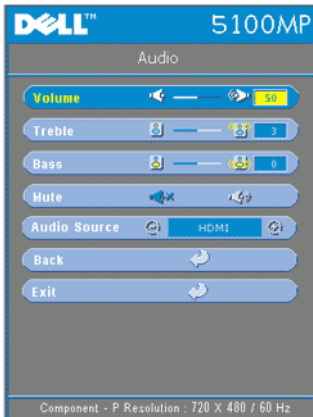 DELL™ 5100MP
Audio
Volume 50
Treble 3
Bass 0
Mute
Audio Source HDMI
Back
Exit
Component - P Resolution : 720 X 480 / 60 Hz